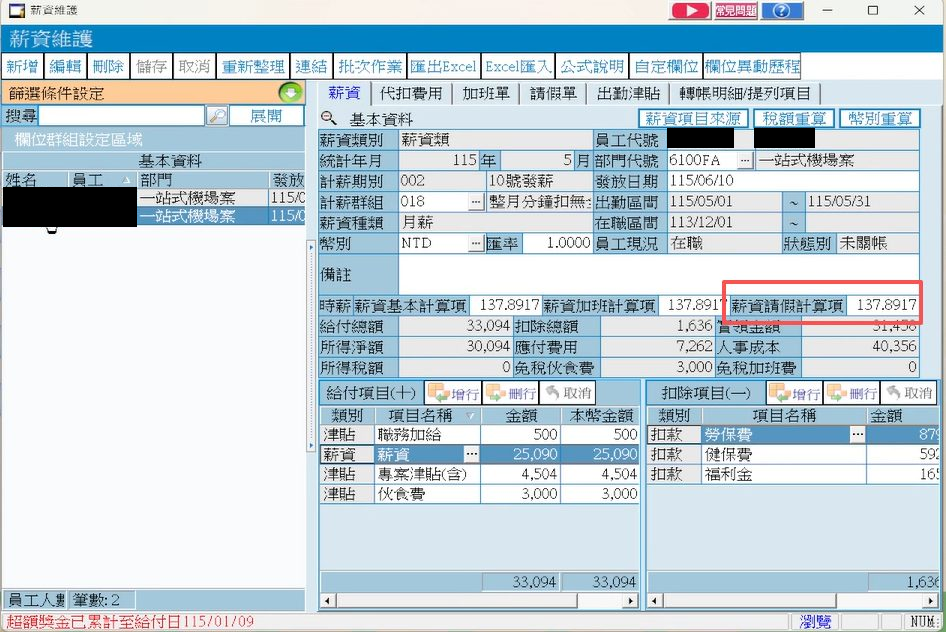 薪資維護 常見問題
薪資維護
新增 編輯 刪除 儲存 取消 重新整理 連結 批次作業 匯出Excel Excel匯入 公式說明 自定欄位 欄位異動歷程
篩選條件設定
搜尋 展開
欄位群組設定區域
基本資料
姓名 員工 部門 發放
一站式機場案 115/0
一站式機場案 115/0
員工人數 筆數: 2
薪資 代扣費用 加班單 請假單 出勤津貼 轉帳明細/提列項目
基本資料 薪資項目來源 稅額重算 幣別重算
薪資類別 薪資類 員工代號
統計年月 115 年 5 月 部門代號 6100FA ... 一站式機場案
計薪期別 002 10號發薪 發放日期 115/06/10
計薪群組 018 ... 整月分鐘扣無 出勤區間 115/05/01 ~ 115/05/31
薪資種類 月薪 在職區間 113/12/01 ~
幣別 NTD ... 匯率 1.0000 員工現況 在職 狀態別 未關帳
備註
時薪 薪資基本計算項 137.8917 薪資加班計算項 137.8917 薪資請假計算項 137.8917
給付總額 33,094 扣除總額 1,636 實領金額 31,458
所得淨額 30,094 應付費用 7,262 人事成本 40,356
所得稅額 0 免稅伙食費 3,000 免稅加班費 0
給付項目(十) 增行 刪行 取消
類別 項目名稱 金額 本幣金額
津貼 職務加給 500 500
薪資 薪資 ... 25,090 25,090
津貼 專案津貼(含) 4,504 4,504
津貼 伙食費 3,000 3,000
33,094 33,094
扣除項目(一) 增行 刪行 取消
類別 項目名稱 金額
扣款 勞保費 ... 879
扣款 健保費 592
扣款 福利金 165
1,636
超額獎金已累計至給付日115/01/09 瀏覽 NUM